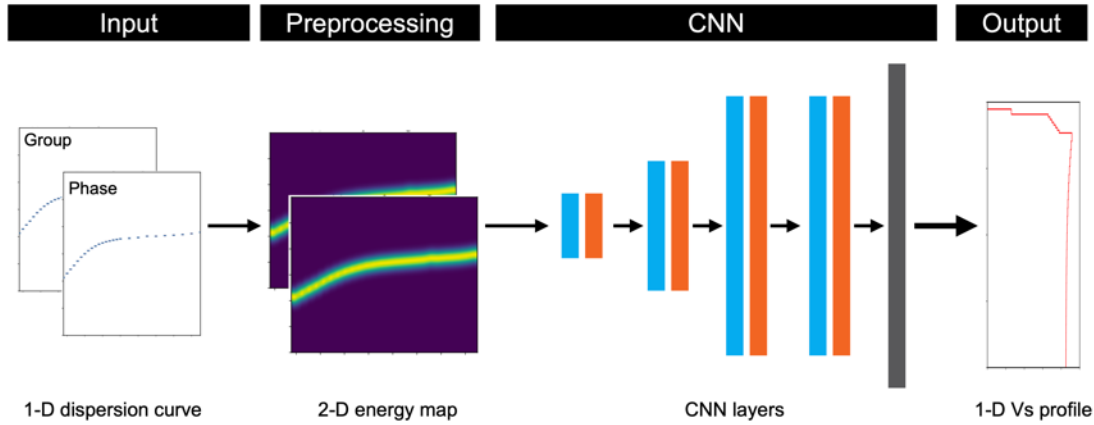 Input
Preprocessing
CNN
Output
Group
Phase
1-D dispersion curve
2-D energy map
CNN layers
1-D Vs profile